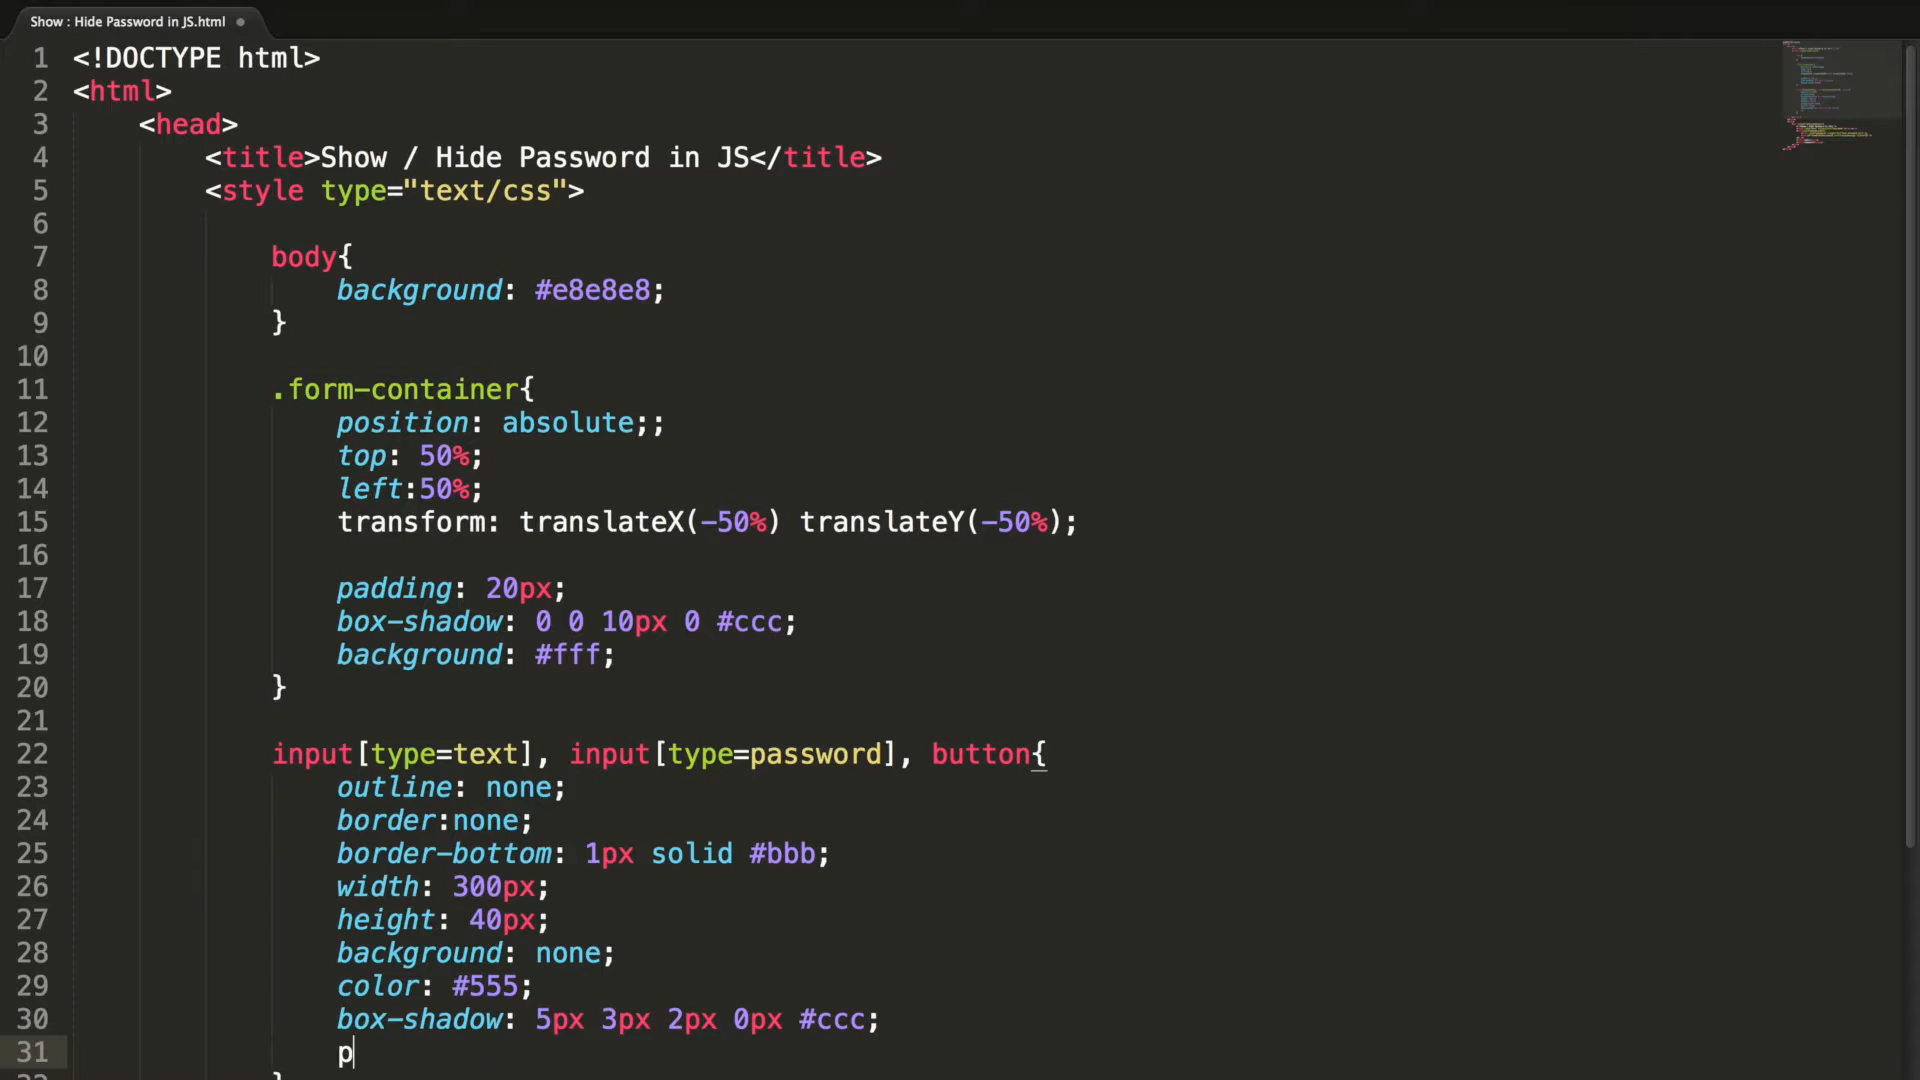 Show : Hide Password in JS.html
1 <!DOCTYPE html>
2 <html>
3 <head>
4 <title>Show / Hide Password in JS</title>
5 <style type="text/css">
6
7 body{
8 background: #e8e8e8;
9 }
10
11 .form-container{
12 position: absolute;;
13 top: 50%;
14 left:50%;
15 transform: translateX(-50%) translateY(-50%);
16
17 padding: 20px;
18 box-shadow: 0 0 10px 0 #ccc;
19 background: #fff;
20 }
21
22 input[type=text], input[type=password], button{
23 outline: none;
24 border:none;
25 border-bottom: 1px solid #bbb;
26 width: 300px;
27 height: 40px;
28 background: none;
29 color: #555;
30 box-shadow: 5px 3px 2px 0px #ccc;
31 p